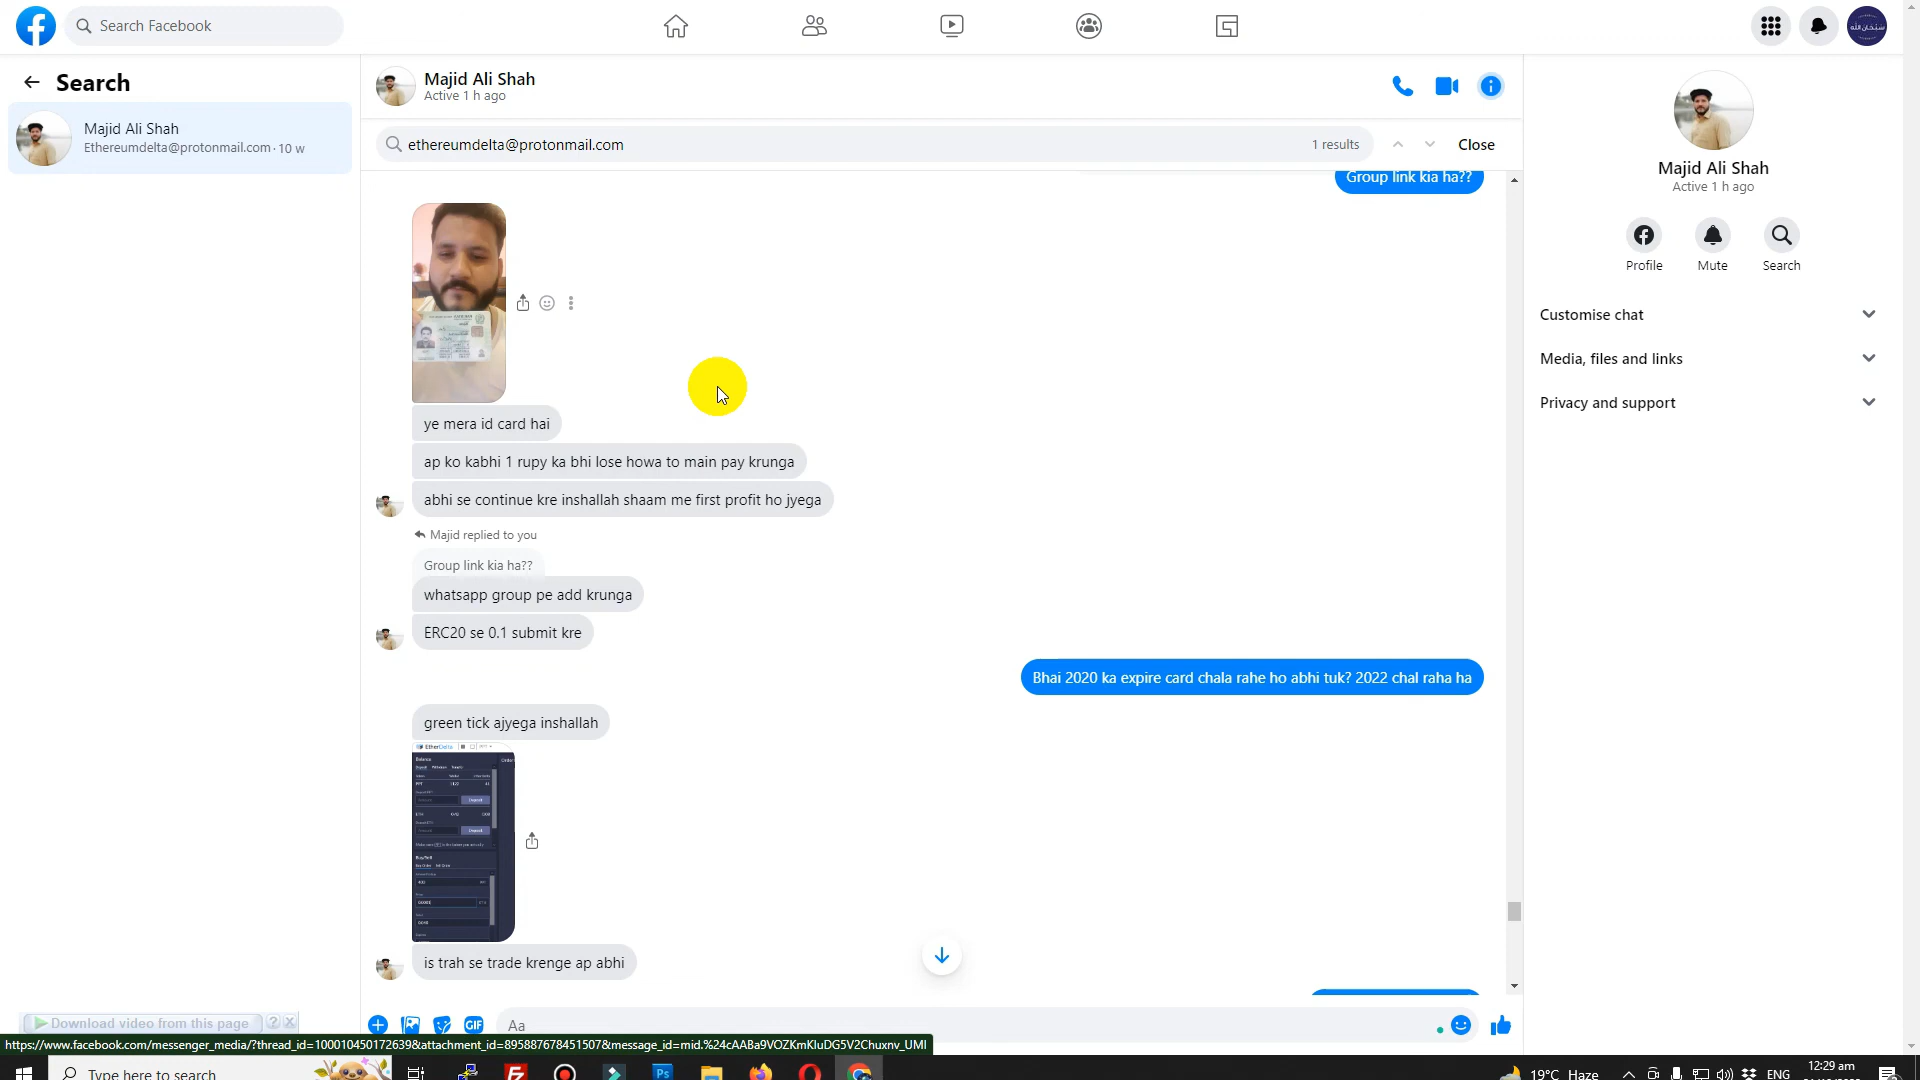 Search Facebook
Search
Majid Ali Shah
Ethereumdelta@protonmail.com · 10 w
Majid Ali Shah
Active 1 h ago
ethereumdelta@protonmail.com
1 results
Close
Group link kia ha??
ye mera id card hai
ap ko kabhi 1 rupy ka bhi lose howa to main pay krunga
abhi se continue kre inshallah shaam me first profit ho jyega
Majid replied to you
Group link kia ha??
whatsapp group pe add krunga
ERC20 se 0.1 submit kre
Bhai 2020 ka expire card chala rahe ho abhi tuk? 2022 chal raha ha
green tick ajyega inshallah
EtherDelta
Balance
Deposit
Deposit
is trah se trade krenge ap abhi
GIF
Aa
Majid Ali Shah
Active 1 h ago
Profile
Mute
Search
Customise chat
Media, files and links
Privacy and support
Download video from this page
?
X
https://www.facebook.com/messenger_media/?thread_id=100010450172639&attachment_id=895887678451507&message_id=mid.%24cAABa9VOZKmKluDG5V2Chuxnv_UMI
Type here to search
19°C Haze
ENG
12:29 am